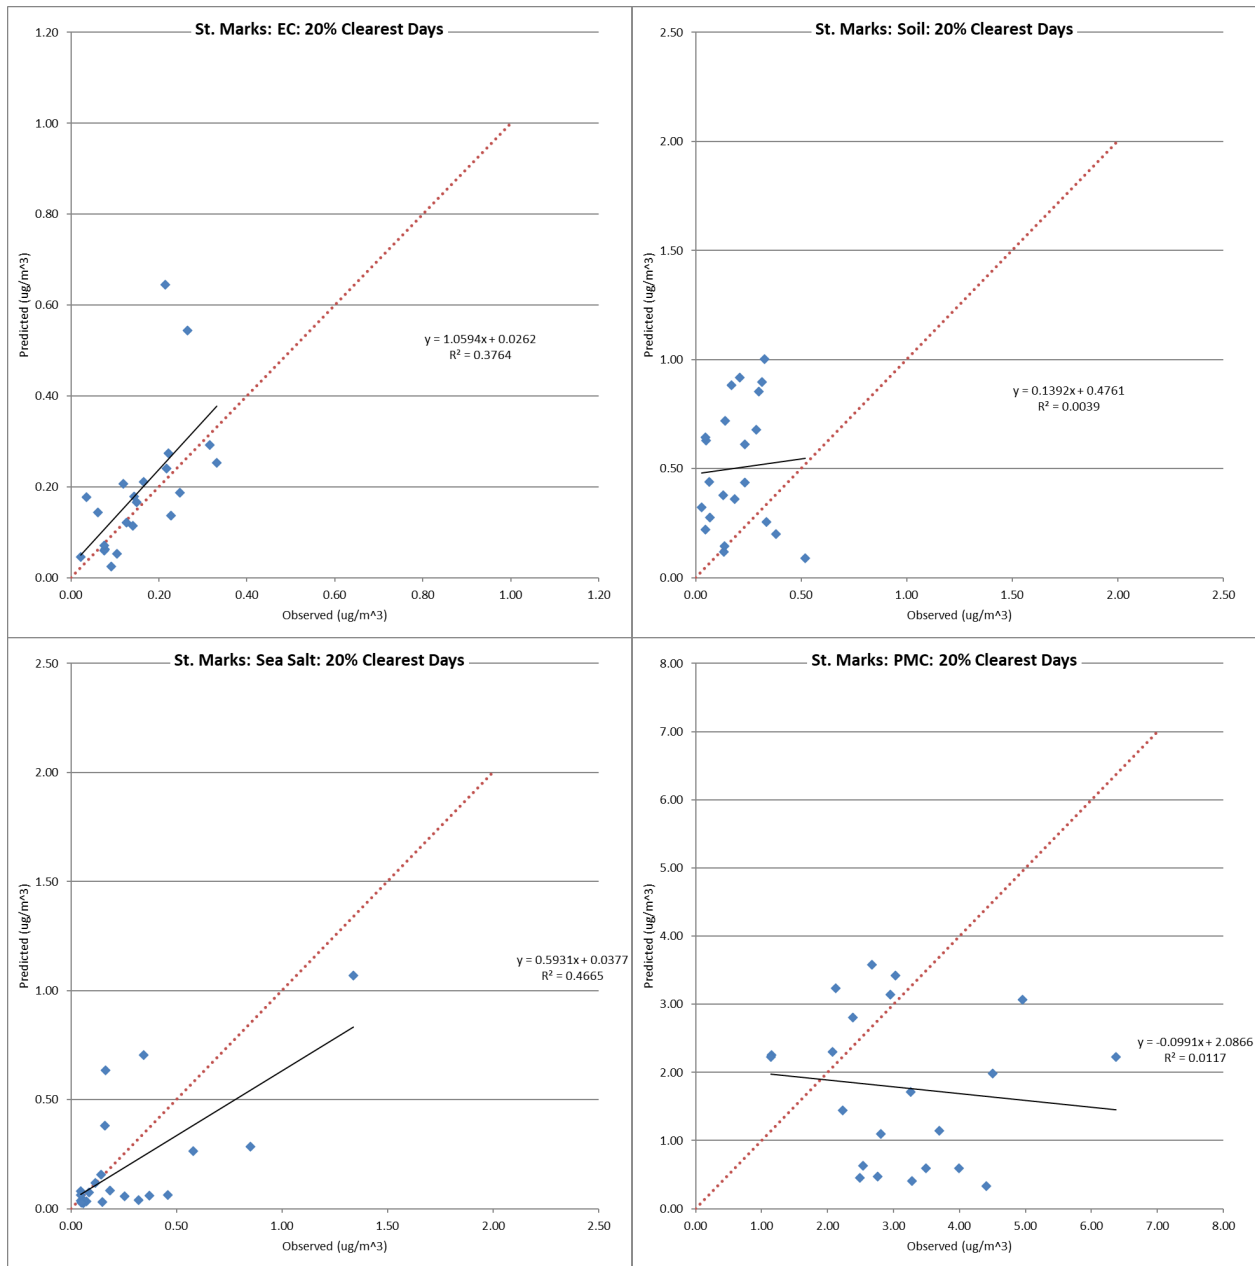 St. Marks: EC: 20% Clearest Days
1.20
1.00
0.80
0.60
0.40
0.20
0.00
Predicted (ug/m^3)
y = 1.0594x + 0.0262
R² = 0.3764
0.00 0.20 0.40 0.60 0.80 1.00 1.20
Observed (ug/m^3)
St. Marks: Soil: 20% Clearest Days
2.50
2.00
1.50
1.00
0.50
0.00
Predicted (ug/m^3)
y = 0.1392x + 0.4761
R² = 0.0039
0.00 0.50 1.00 1.50 2.00 2.50
Observed (ug/m^3)
St. Marks: Sea Salt: 20% Clearest Days
2.50
2.00
1.50
1.00
0.50
0.00
Predicted (ug/m^3)
y = 0.5931x + 0.0377
R² = 0.4665
0.00 0.50 1.00 1.50 2.00 2.50
Observed (ug/m^3)
St. Marks: PMC: 20% Clearest Days
8.00
7.00
6.00
5.00
4.00
3.00
2.00
1.00
0.00
Predicted (ug/m^3)
y = -0.0991x + 2.0866
R² = 0.0117
0.00 1.00 2.00 3.00 4.00 5.00 6.00 7.00 8.00
Observed (ug/m^3)